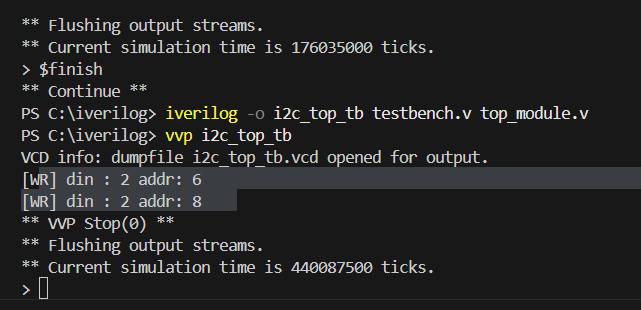 ** Flushing output streams.
** Current simulation time is 176035000 ticks.
> $finish
** Continue **
PS C:\iverilog> iverilog -o i2c_top_tb testbench.v top_module.v
PS C:\iverilog> vvp i2c_top_tb
VCD info: dumpfile i2c_top_tb.vcd opened for output.
[WR] din : 2 addr: 6
[WR] din : 2 addr: 8
** VVP Stop(0) **
** Flushing output streams.
** Current simulation time is 440087500 ticks.
>